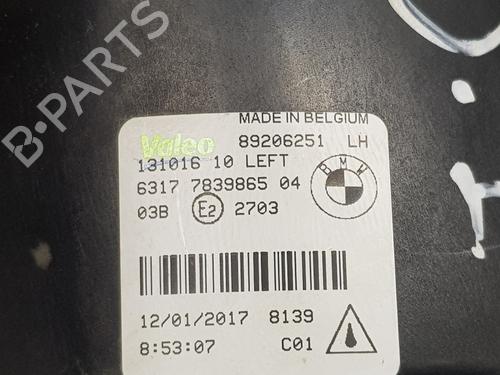 MADE IN BELGIUM
Valeo 89206251 LH
131016 10 LEFT
6317 7839865 04
03B E2 2703
BMW
12/01/2017 8139
8:53:07 C01